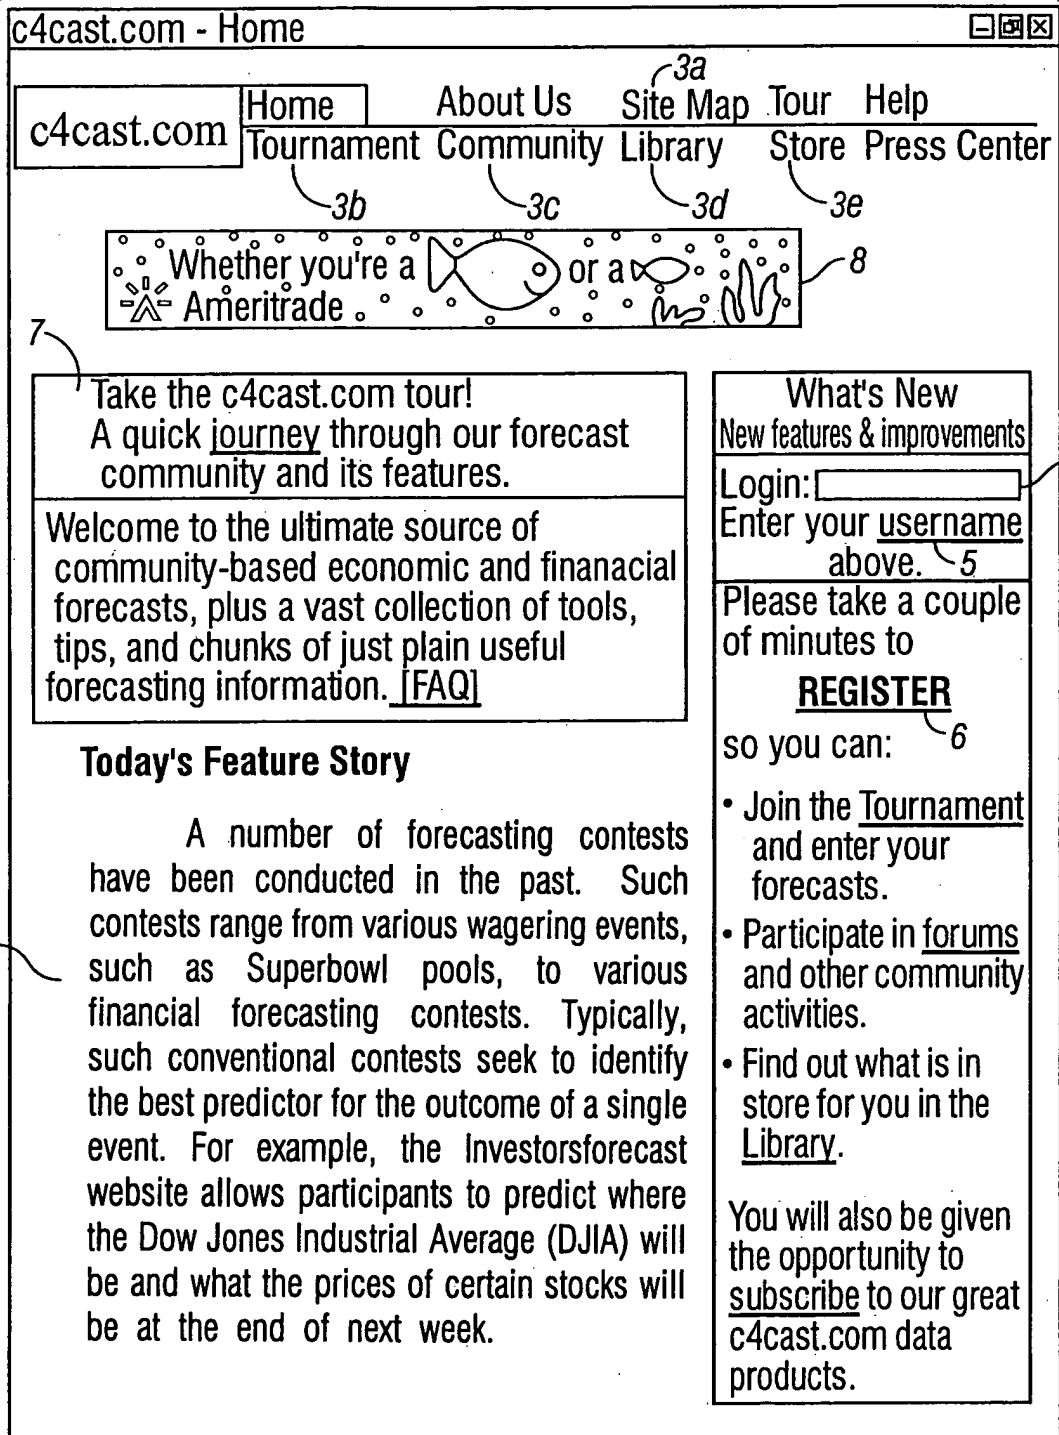 c4cast.com - Home
3a
Home About Us Site Map Tour Help
c4cast.com
Tournament Community Library Store Press Center
3b 3c 3d 3e
Whether you're a or a
Ameritrade
8
7
Take the c4cast.com tour!
A quick journey through our forecast
community and its features.
Welcome to the ultimate source of
community-based economic and finanacial
forecasts, plus a vast collection of tools,
tips, and chunks of just plain useful
forecasting information. [FAQ]
Today's Feature Story
A number of forecasting contests
have been conducted in the past. Such
contests range from various wagering events,
such as Superbowl pools, to various
financial forecasting contests. Typically,
such conventional contests seek to identify
the best predictor for the outcome of a single
event. For example, the Investorsforecast
website allows participants to predict where
the Dow Jones Industrial Average (DJIA) will
be and what the prices of certain stocks will
be at the end of next week.
What's New
New features & improvements
Login:
Enter your username
above. 5
Please take a couple
of minutes to
REGISTER
6
so you can:
• Join the Tournament
and enter your
forecasts.
• Participate in forums
and other community
activities.
• Find out what is in
store for you in the
Library.
You will also be given
the opportunity to
subscribe to our great
c4cast.com data
products.